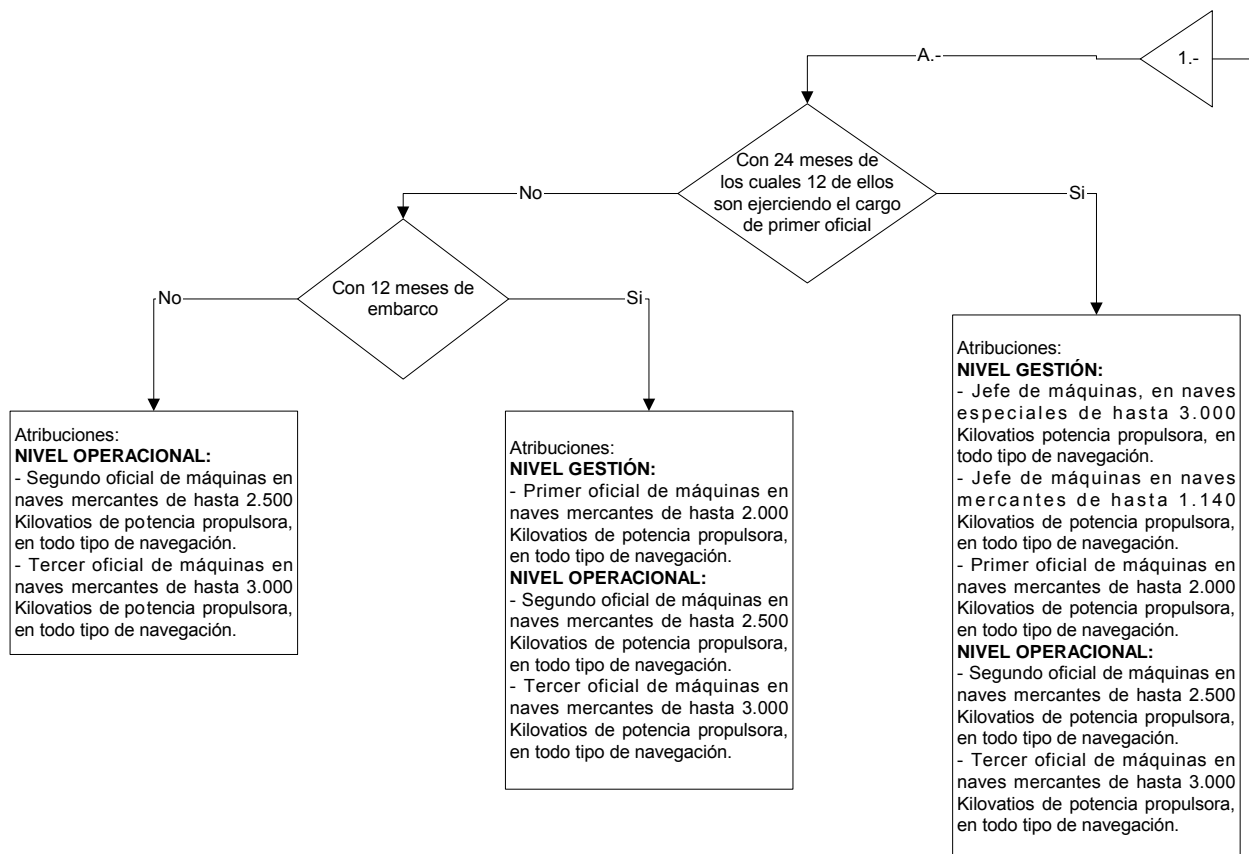 A.-
1.-
Con 24 meses de
los cuales 12 de ellos
son ejerciendo el cargo
de primer oficial
No
Si
Con 12 meses de
embarco
No
Si
Atribuciones:
NIVEL OPERACIONAL:
- Segundo oficial de máquinas en
naves mercantes de hasta 2.500
Kilovatios de potencia propulsora,
en todo tipo de navegación.
- Tercer oficial de máquinas en
naves mercantes de hasta 3.000
Kilovatios de potencia propulsora,
en todo tipo de navegación.
Atribuciones:
NIVEL GESTIÓN:
- Primer oficial de máquinas en
naves mercantes de hasta 2.000
Kilovatios de potencia propulsora,
en todo tipo de navegación.
NIVEL OPERACIONAL:
- Segundo oficial de máquinas en
naves mercantes de hasta 2.500
Kilovatios de potencia propulsora,
en todo tipo de navegación.
- Tercer oficial de máquinas en
naves mercantes de hasta 3.000
Kilovatios de potencia propulsora,
en todo tipo de navegación.
Atribuciones:
NIVEL GESTIÓN:
- Jefe de máquinas, en naves
especiales de hasta 3.000
Kilovatios potencia propulsora, en
todo tipo de navegación.
- Jefe de máquinas en naves
mercantes de hasta 1.140
Kilovatios de potencia propulsora,
en todo tipo de navegación.
- Primer oficial de máquinas en
naves mercantes de hasta 2.000
Kilovatios de potencia propulsora,
en todo tipo de navegación.
NIVEL OPERACIONAL:
- Segundo oficial de máquinas en
naves mercantes de hasta 2.500
Kilovatios de potencia propulsora,
en todo tipo de navegación.
- Tercer oficial de máquinas en
naves mercantes de hasta 3.000
Kilovatios de potencia propulsora,
en todo tipo de navegación.